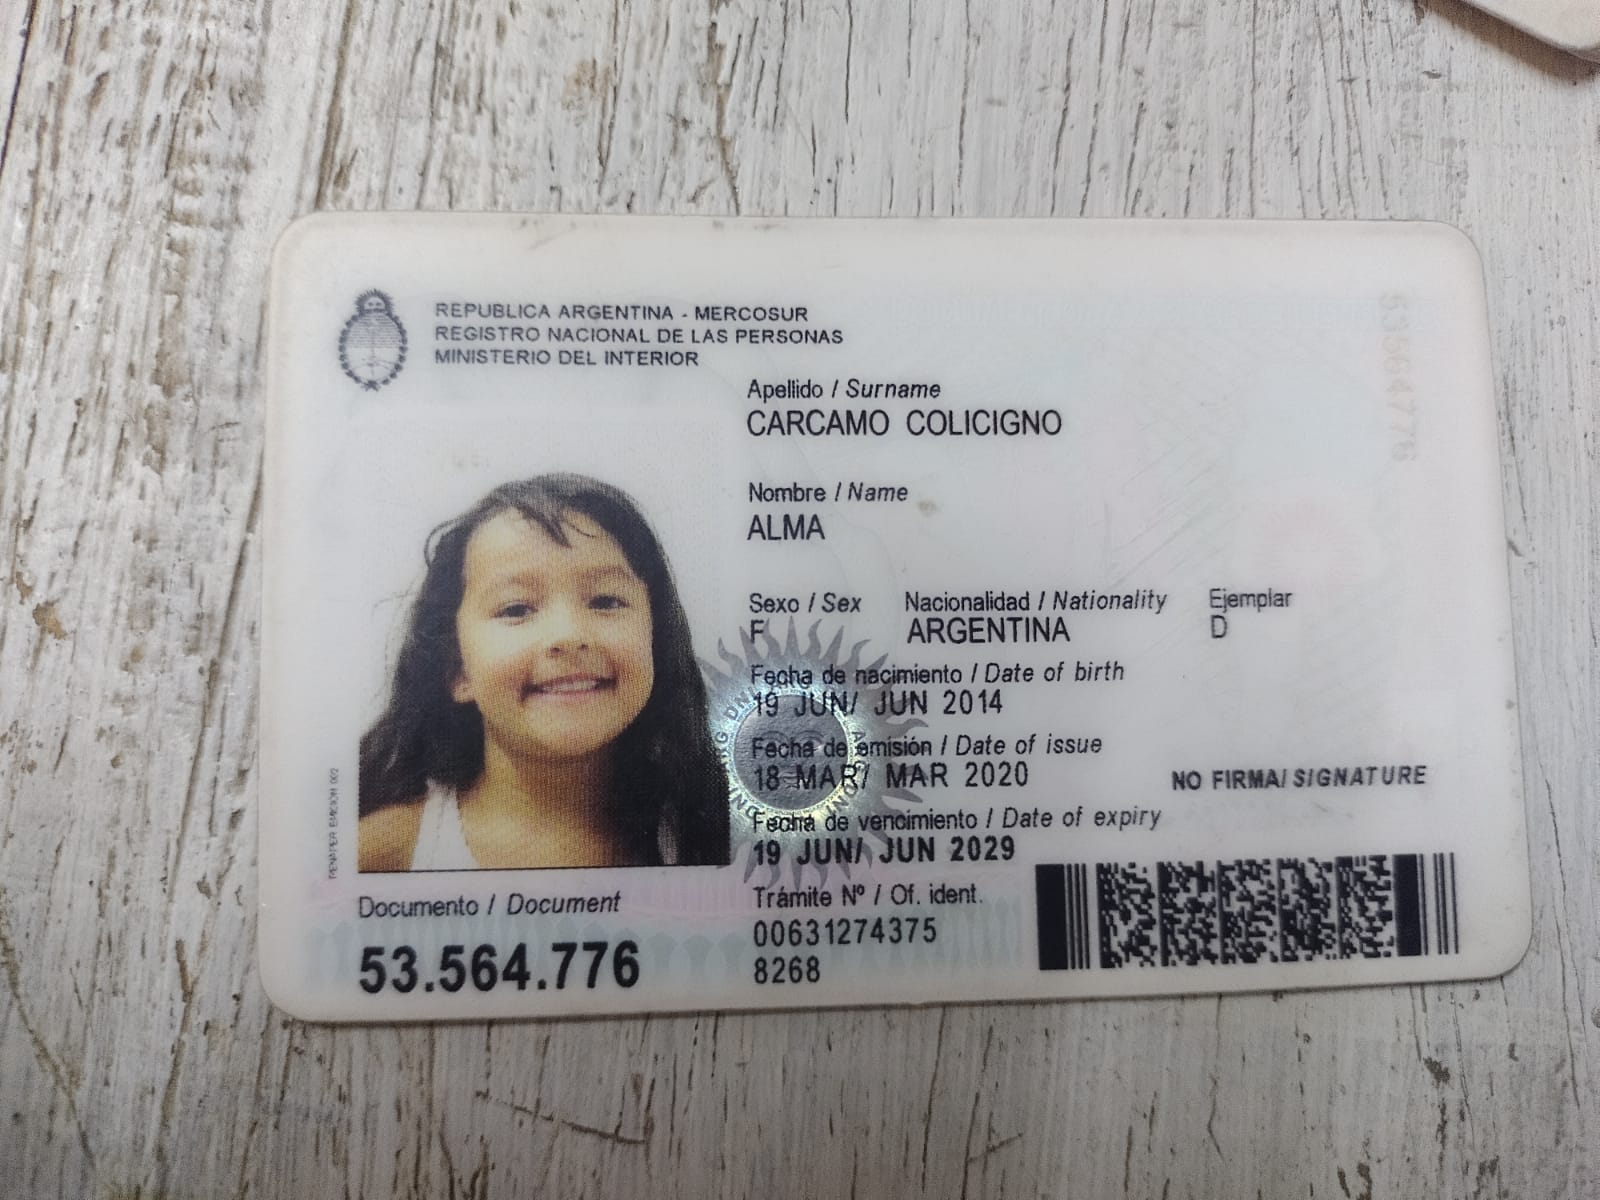 REPUBLICA ARGENTINA - MERCOSUR
REGISTRO NACIONAL DE LAS PERSONAS
MINISTERIO DEL INTERIOR
Apellido / Surname
CARCAMO COLICIGNO
Nombre / Name
ALMA
Sexo / Sex Nacionalidad / Nationality Ejemplar
F ARGENTINA D
Fecha de nacimiento / Date of birth
19 JUN/ JUN 2014
Fecha de emisión / Date of issue
18 MAR/ MAR 2020
NO FIRMA/ SIGNATURE
Fecha de vencimiento / Date of expiry
19 JUN/ JUN 2029
Documento / Document
53.564.776
Trámite Nº / Of. ident.
00631274375
8268